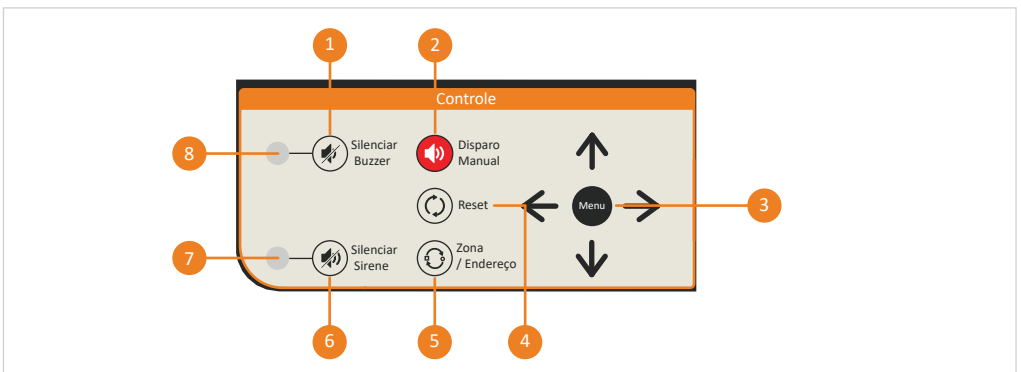 1
2
Controle
8
Silenciar
Buzzer
Disparo
Manual
Reset
Menu
3
7
Silenciar
Sirene
Zona
/ Endereço
6
5
4